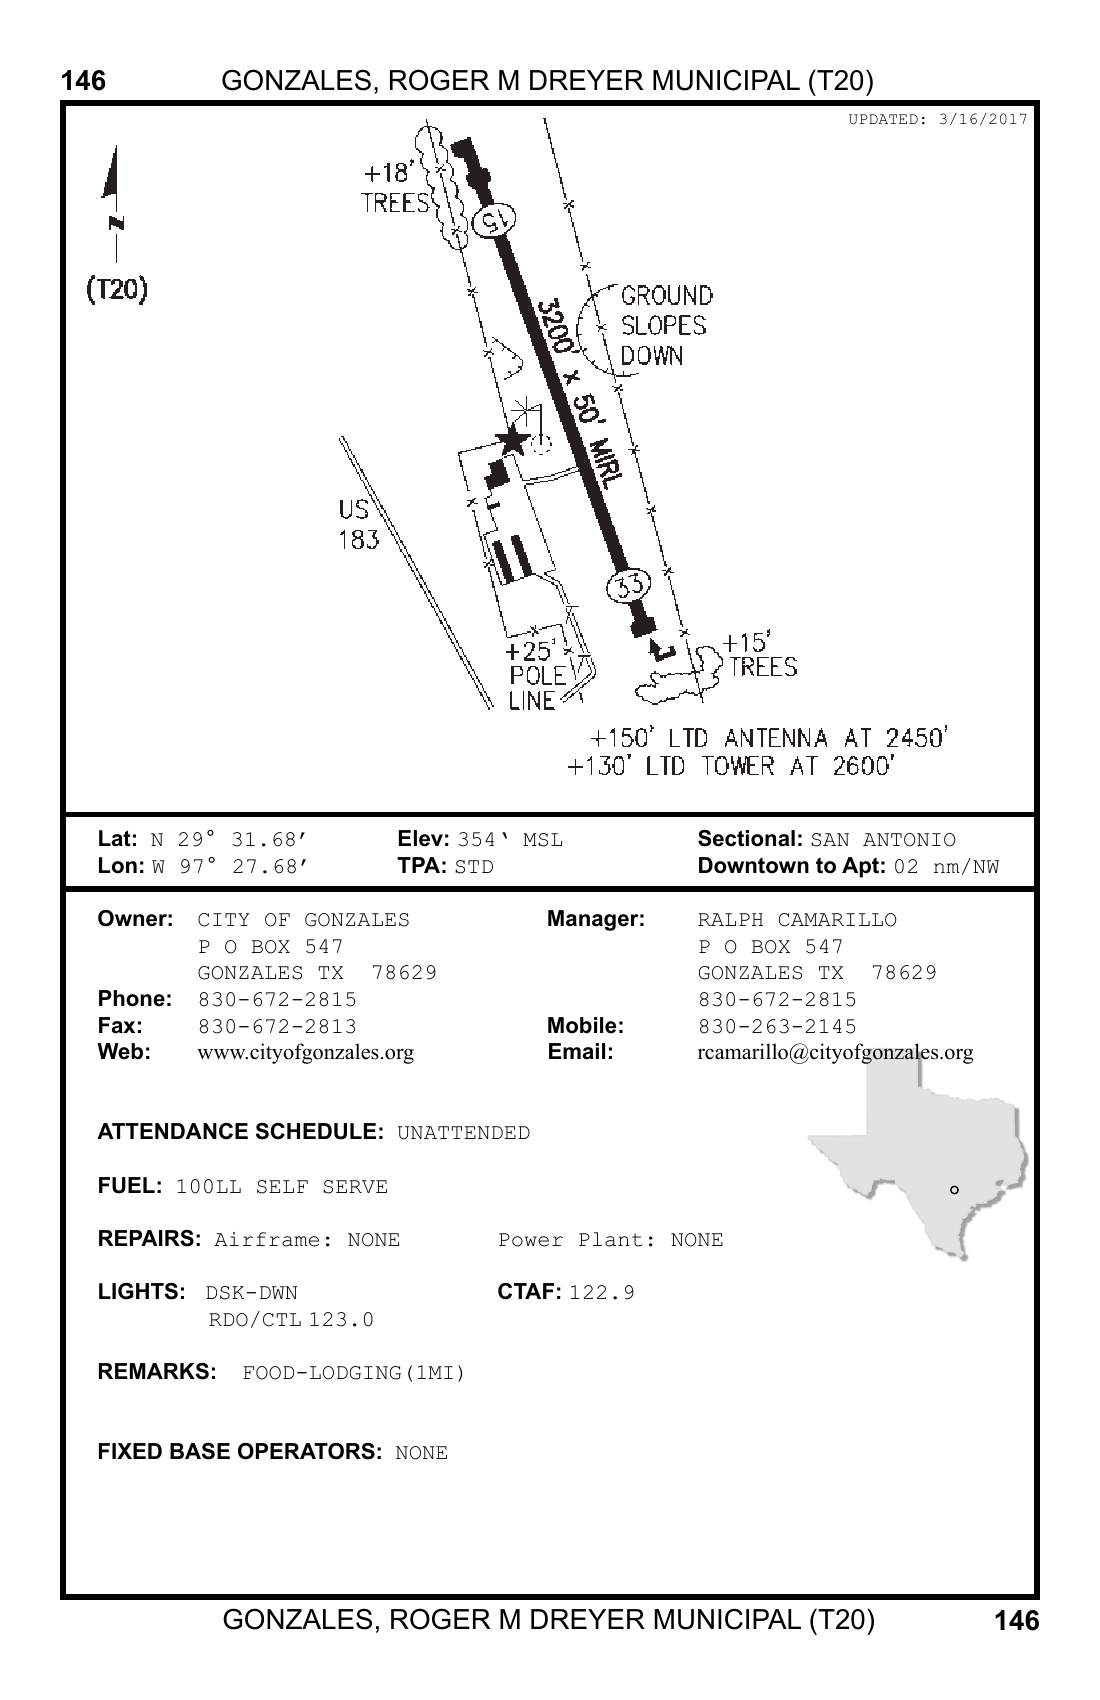 146 GONZALES, ROGER M DREYER MUNICIPAL (T20)
UPDATED: 3/16/2017
+18'
TREES
N
(T20)
15
GROUND
SLOPES
DOWN
3200' x 50' MIRL
US
183
33
+25'
POLE
LINE
+15'
TREES
+150' LTD ANTENNA AT 2450'
+130' LTD TOWER AT 2600'
Lat: N 29° 31.68’ Elev: 354‘ MSL Sectional: SAN ANTONIO
Lon: W 97° 27.68’ TPA: STD Downtown to Apt: 02 nm/NW
Owner: CITY OF GONZALES Manager: RALPH CAMARILLO
P O BOX 547 P O BOX 547
GONZALES TX 78629 GONZALES TX 78629
Phone: 830-672-2815 830-672-2815
Fax: 830-672-2813 Mobile: 830-263-2145
Web: www.cityofgonzales.org Email: rcamarillo@cityofgonzales.org
ATTENDANCE SCHEDULE: UNATTENDED
FUEL: 100LL SELF SERVE
REPAIRS: Airframe: NONE Power Plant: NONE
LIGHTS: DSK-DWN CTAF: 122.9
RDO/CTL 123.0
REMARKS: FOOD-LODGING(1MI)
FIXED BASE OPERATORS: NONE
GONZALES, ROGER M DREYER MUNICIPAL (T20) 146